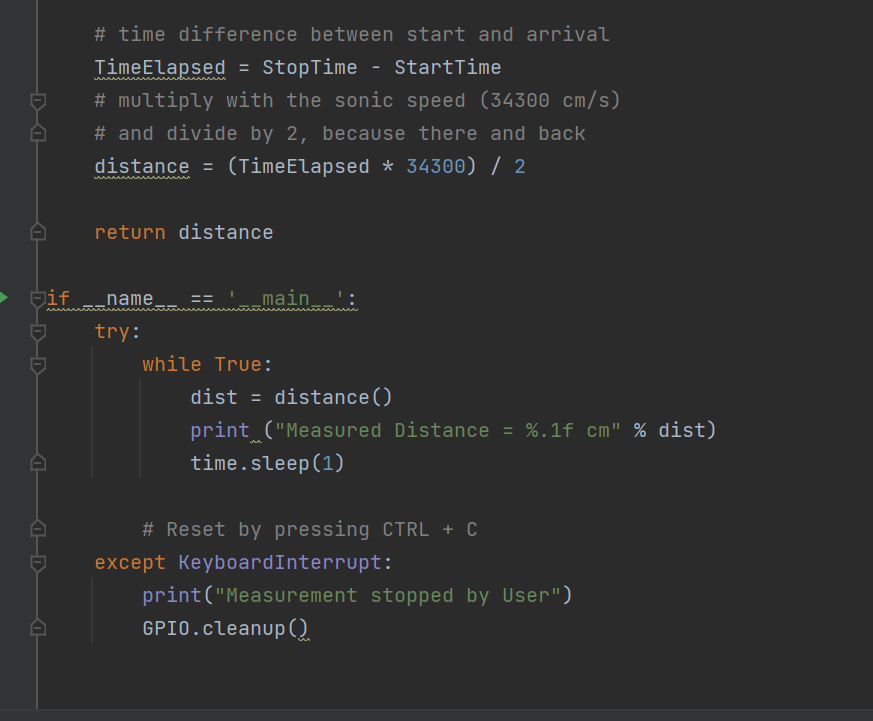 # time difference between start and arrival
TimeElapsed = StopTime - StartTime
# multiply with the sonic speed (34300 cm/s)
# and divide by 2, because there and back
distance = (TimeElapsed * 34300) / 2
return distance
if __name__ == '__main__':
try:
while True:
dist = distance()
print ("Measured Distance = %.1f cm" % dist)
time.sleep(1)
# Reset by pressing CTRL + C
except KeyboardInterrupt:
print("Measurement stopped by User")
GPIO.cleanup()